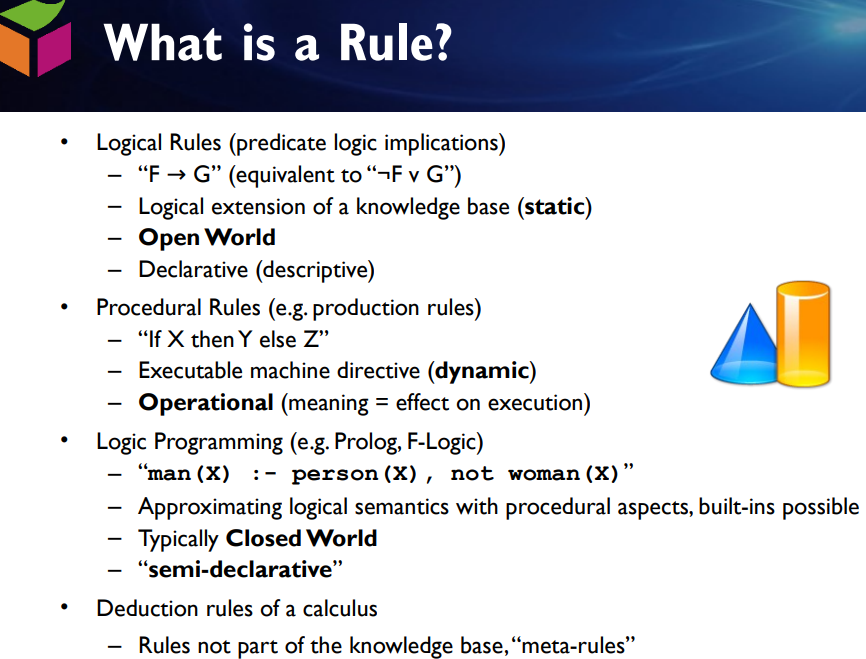 What is a Rule?
• Logical Rules (predicate logic implications)
– “F → G” (equivalent to “¬F v G”)
– Logical extension of a knowledge base (static)
– Open World
– Declarative (descriptive)
• Procedural Rules (e.g. production rules)
– “If X then Y else Z”
– Executable machine directive (dynamic)
– Operational (meaning = effect on execution)
• Logic Programming (e.g. Prolog, F-Logic)
– “man(X) :- person(X), not woman(X)”
– Approximating logical semantics with procedural aspects, built-ins possible
– Typically Closed World
– “semi-declarative”
• Deduction rules of a calculus
– Rules not part of the knowledge base, “meta-rules”